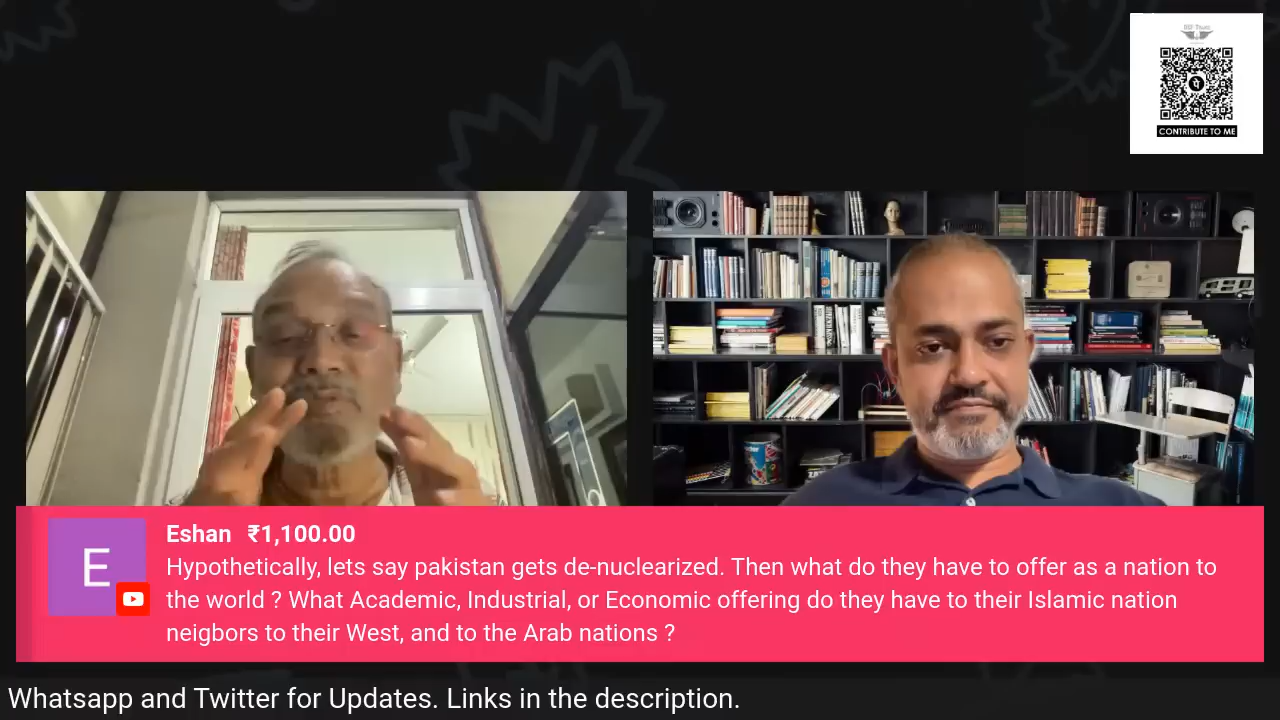 CONTRIBUTE TO ME
Eshan ₹1,100.00
E
Hypothetically, lets say pakistan gets de-nuclearized. Then what do they have to offer as a nation to
the world ? What Academic, Industrial, or Economic offering do they have to their Islamic nation
neigbors to their West, and to the Arab nations ?
Whatsapp and Twitter for Updates. Links in the description.